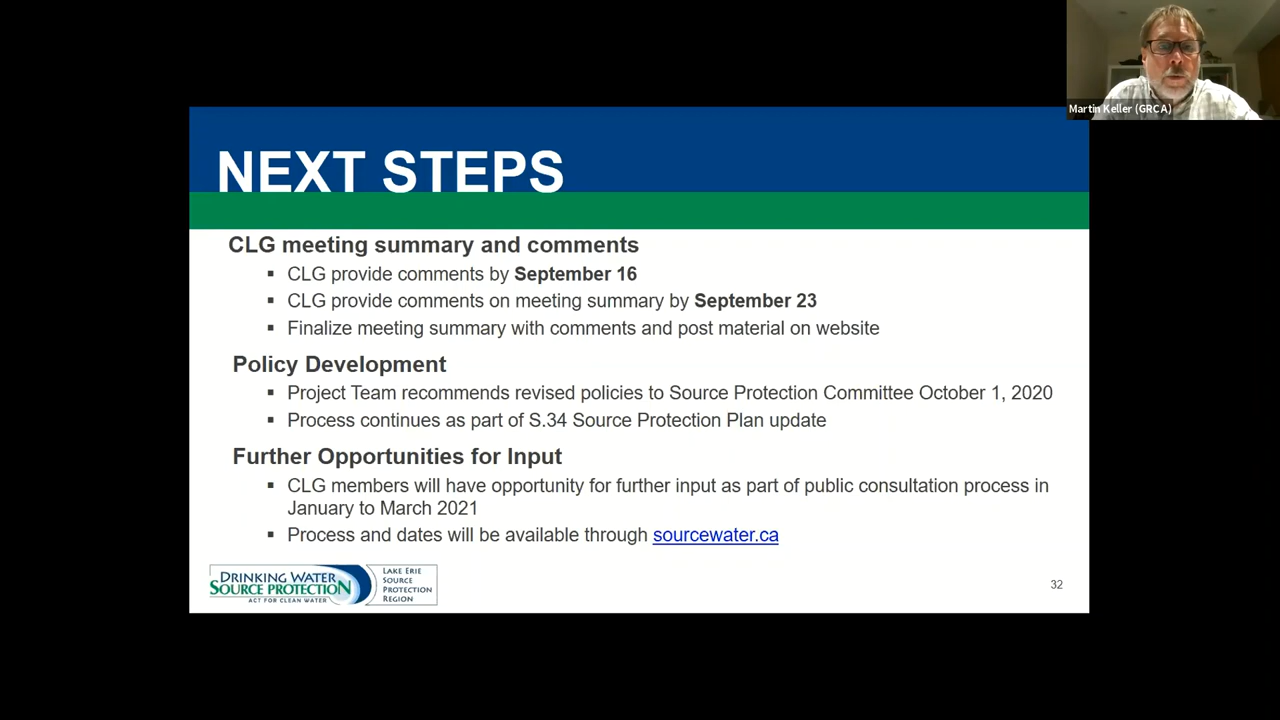 Martin Keller (GRCA)
NEXT STEPS
CLG meeting summary and comments
▪ CLG provide comments by September 16
▪ CLG provide comments on meeting summary by September 23
▪ Finalize meeting summary with comments and post material on website
Policy Development
▪ Project Team recommends revised policies to Source Protection Committee October 1, 2020
▪ Process continues as part of S.34 Source Protection Plan update
Further Opportunities for Input
▪ CLG members will have opportunity for further input as part of public consultation process in
January to March 2021
▪ Process and dates will be available through sourcewater.ca
DRINKING WATER
SOURCE PROTECTION
ACT FOR CLEAN WATER
LAKE ERIE
SOURCE
PROTECTION
REGION
32